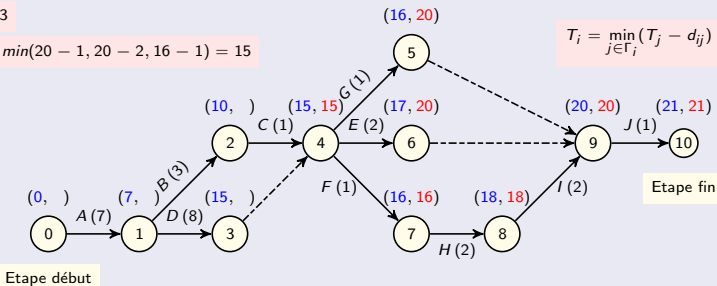 3
min(20 − 1, 20 − 2, 16 − 1) = 15
T_i = min_{j∈Γ_i} (T_j − d_{ij})
(16, 20)
5
G (1)
(10, )
(15, 15)
(17, 20)
(20, 20)
(21, 21)
2
C (1)
4
E (2)
6
9
J (1)
10
B (3)
F (1)
I (2)
Etape fin
(0, )
(7, )
(15, )
(16, 16)
(18, 18)
0
A (7)
1
D (8)
3
7
H (2)
8
Etape début